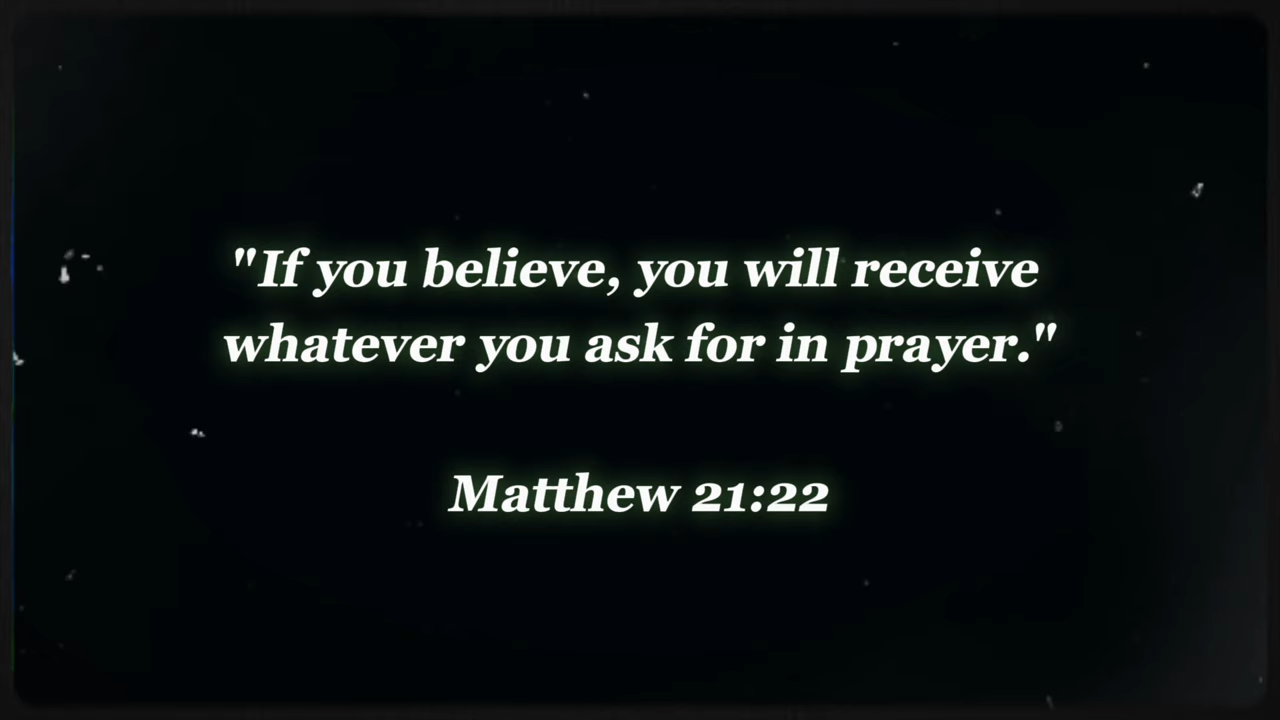 "If you believe, you will receive
whatever you ask for in prayer."
Matthew 21:22